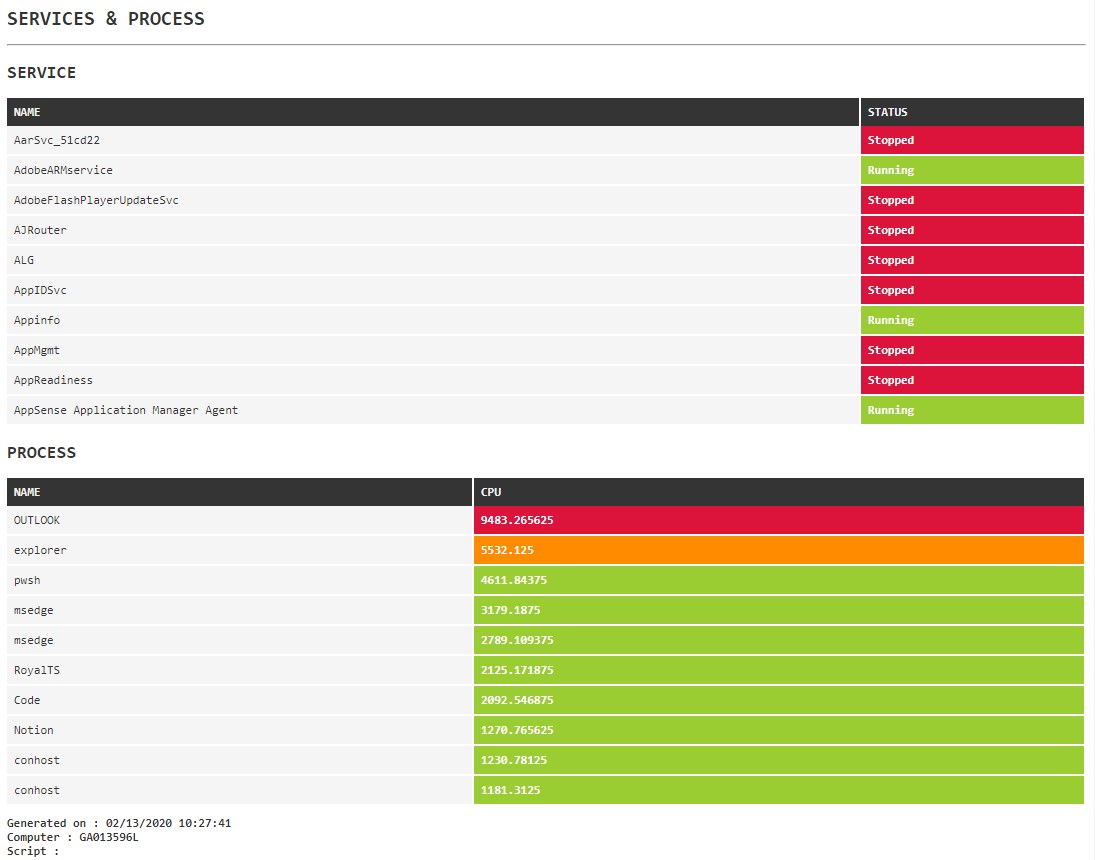 SERVICES & PROCESS
SERVICE
NAME STATUS
AarSvc_51cd22 Stopped
AdobeARMservice Running
AdobeFlashPlayerUpdateSvc Stopped
AJRouter Stopped
ALG Stopped
AppIDSvc Stopped
Appinfo Running
AppMgmt Stopped
AppReadiness Stopped
AppSense Application Manager Agent Running
PROCESS
NAME CPU
OUTLOOK 9483.265625
explorer 5532.125
pwsh 4611.84375
msedge 3179.1875
msedge 2789.109375
RoyalTS 2125.171875
Code 2092.546875
Notion 1270.765625
conhost 1230.78125
conhost 1181.3125
Generated on : 02/13/2020 10:27:41
Computer : GA013596L
Script :